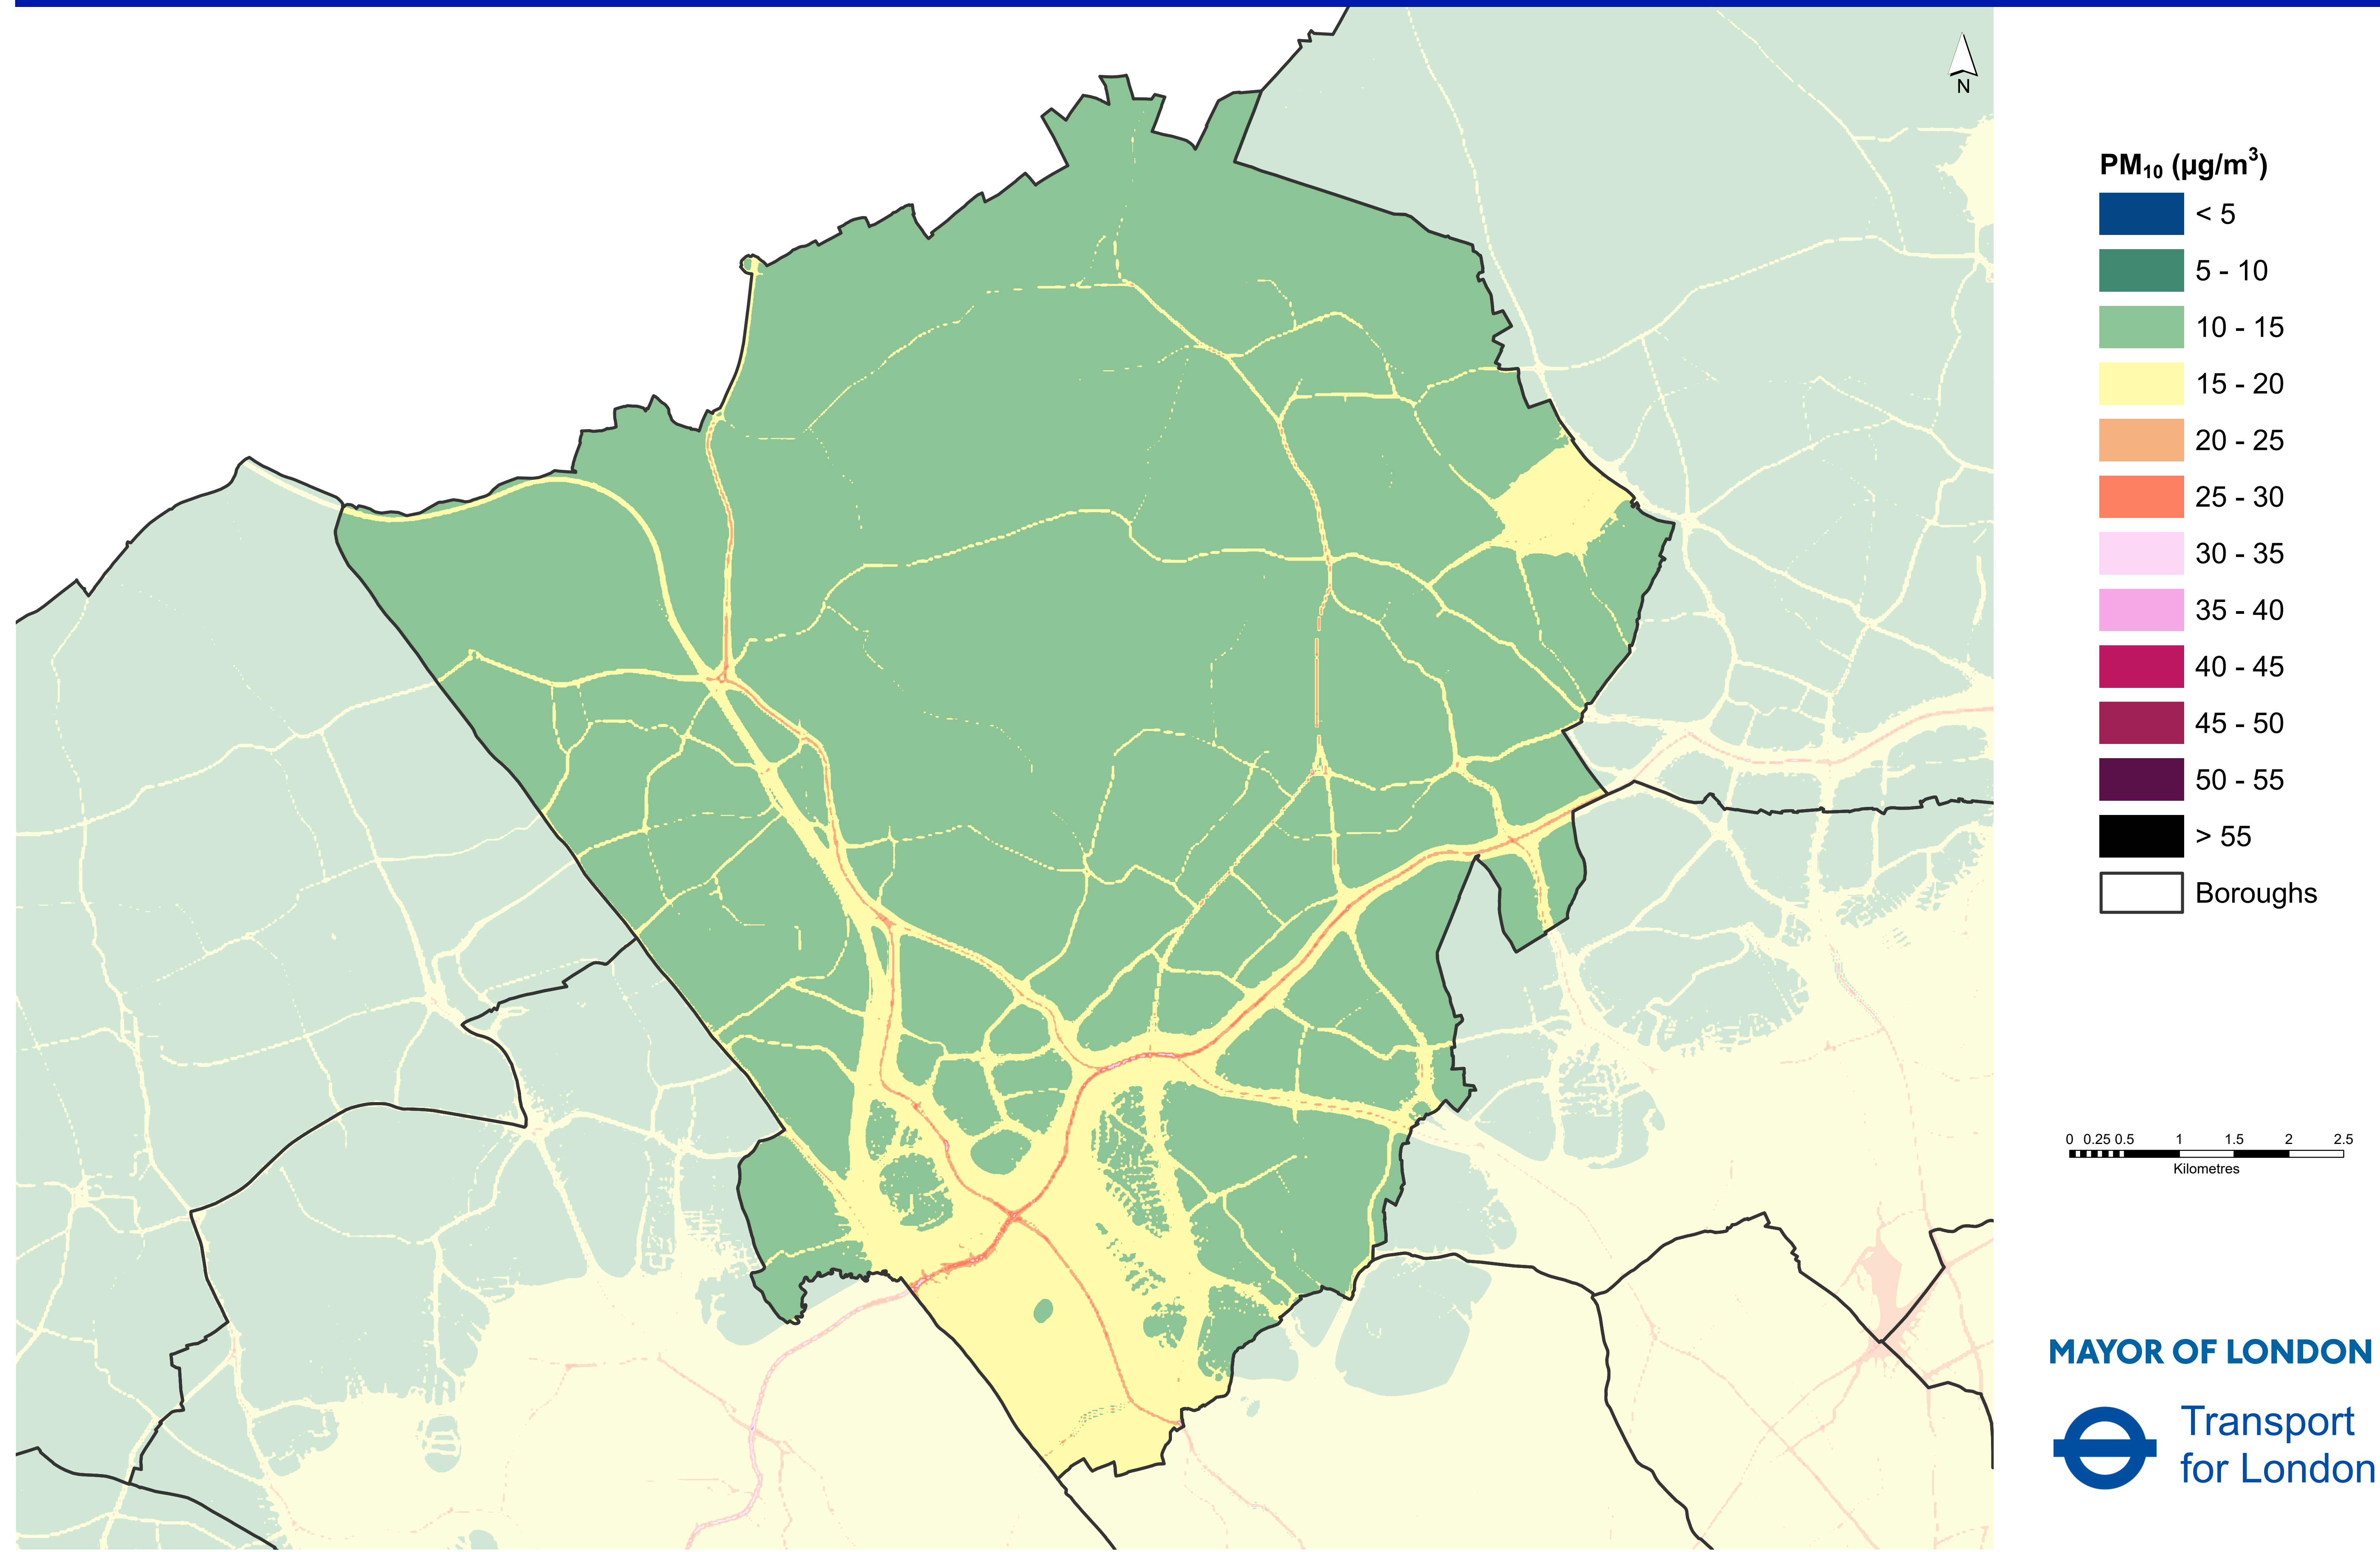 N
PM₁₀ (µg/m³)
< 5
5 - 10
10 - 15
15 - 20
20 - 25
25 - 30
30 - 35
35 - 40
40 - 45
45 - 50
50 - 55
> 55
Boroughs
0 0.25 0.5 1 1.5 2 2.5
Kilometres
MAYOR OF LONDON
Transport
for London